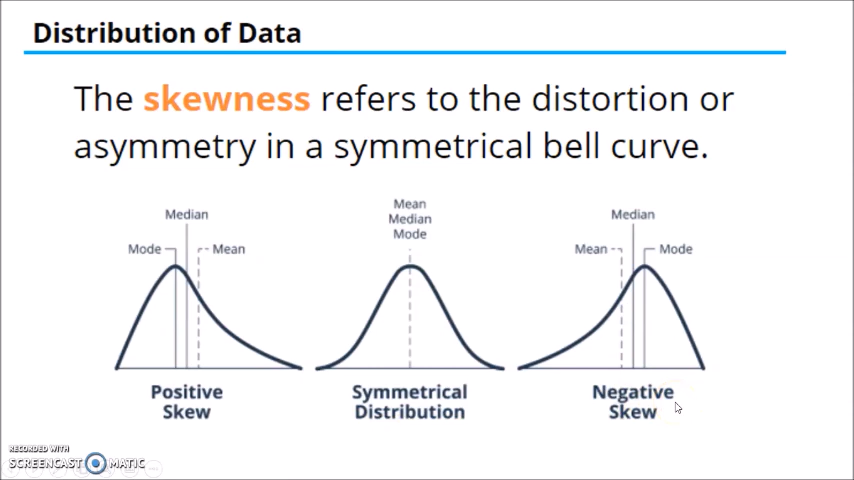 Distribution of Data
The skewness refers to the distortion or
asymmetry in a symmetrical bell curve.
Median
Mode
Mean
Mean
Median
Mode
Median
Mean
Mode
Positive
Skew
Symmetrical
Distribution
Negative
Skew
RECORDED WITH
SCREENCAST MATIC